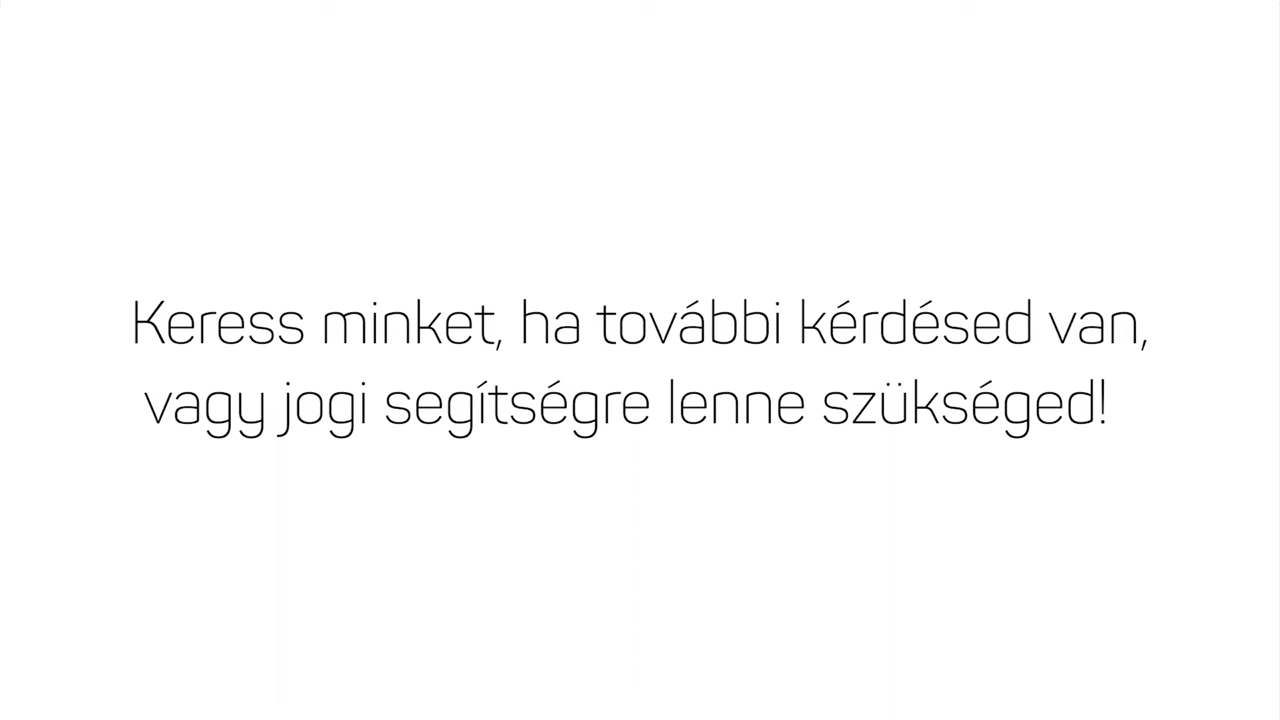 Keress minket, ha további kérdésed van,
vagy jogi segítségre lenne szükséged!